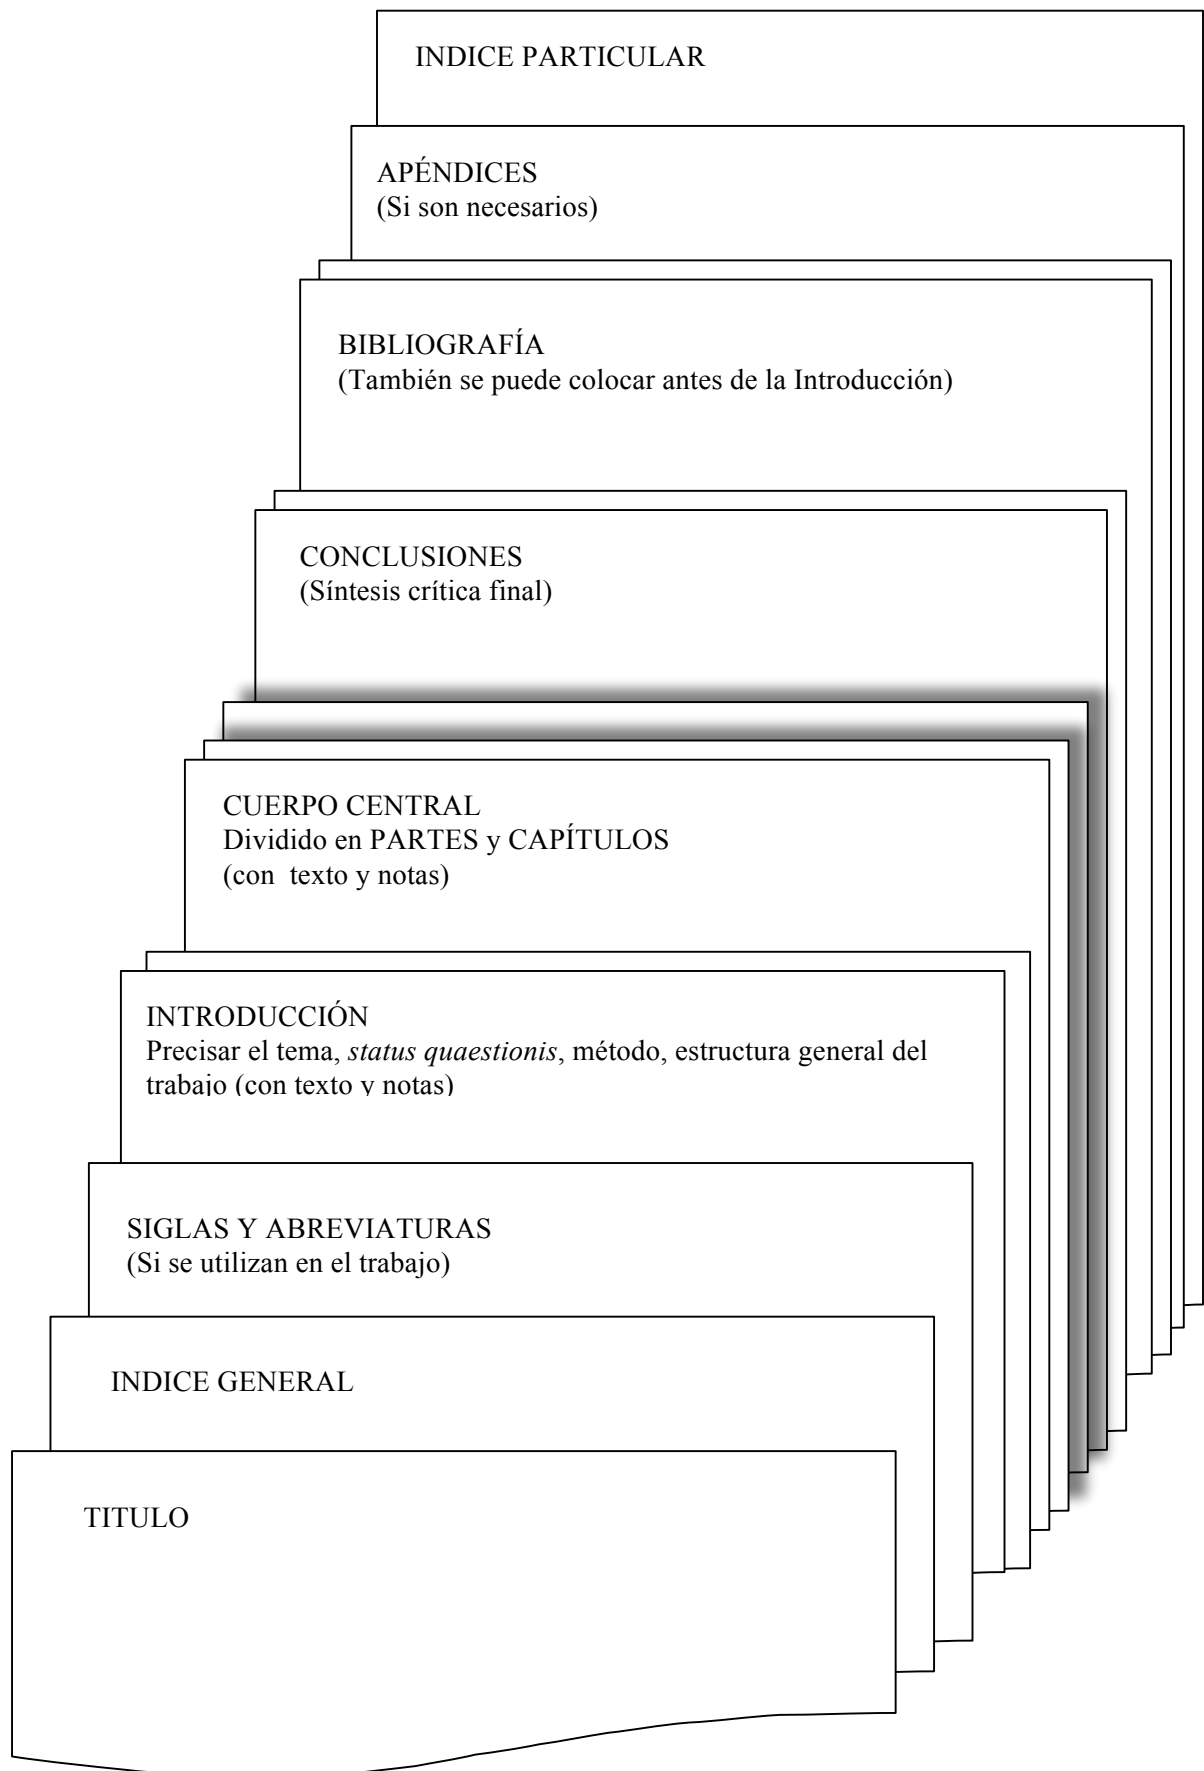 INDICE PARTICULAR
APÉNDICES
(Si son necesarios)
BIBLIOGRAFÍA
(También se puede colocar antes de la Introducción)
CONCLUSIONES
(Síntesis crítica final)
CUERPO CENTRAL
Dividido en PARTES y CAPÍTULOS
(con texto y notas)
INTRODUCCIÓN
Precisar el tema, status quaestionis, método, estructura general del
trabajo (con texto y notas)
SIGLAS Y ABREVIATURAS
(Si se utilizan en el trabajo)
INDICE GENERAL
TITULO